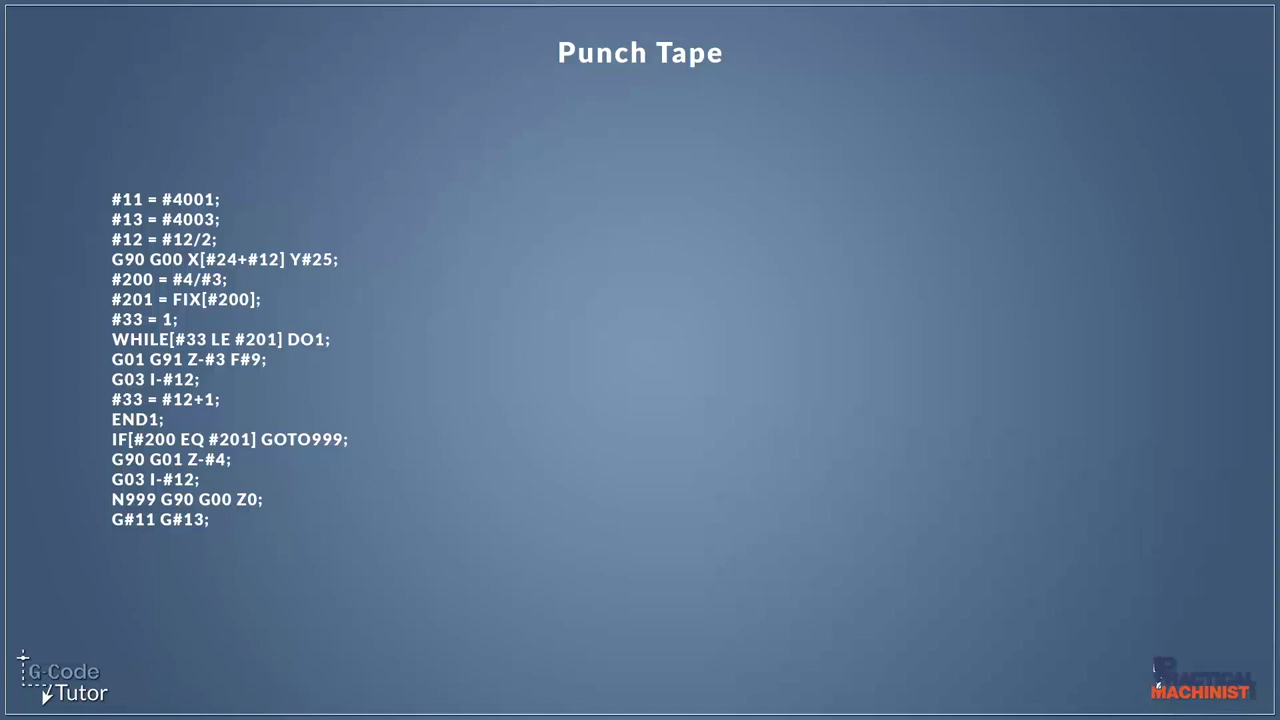 Punch Tape
#11 = #4001;
#13 = #4003;
#12 = #12/2;
G90 G00 X[#24+#12] Y#25;
#200 = #4/#3;
#201 = FIX[#200];
#33 = 1;
WHILE[#33 LE #201] DO1;
G01 G91 Z-#3 F#9;
G03 I-#12;
#33 = #12+1;
END1;
IF[#200 EQ #201] GOTO999;
G90 G01 Z-#4;
G03 I-#12;
N999 G90 G00 Z0;
G#11 G#13;
G-Code
Tutor
PRACTICAL
MACHINIST